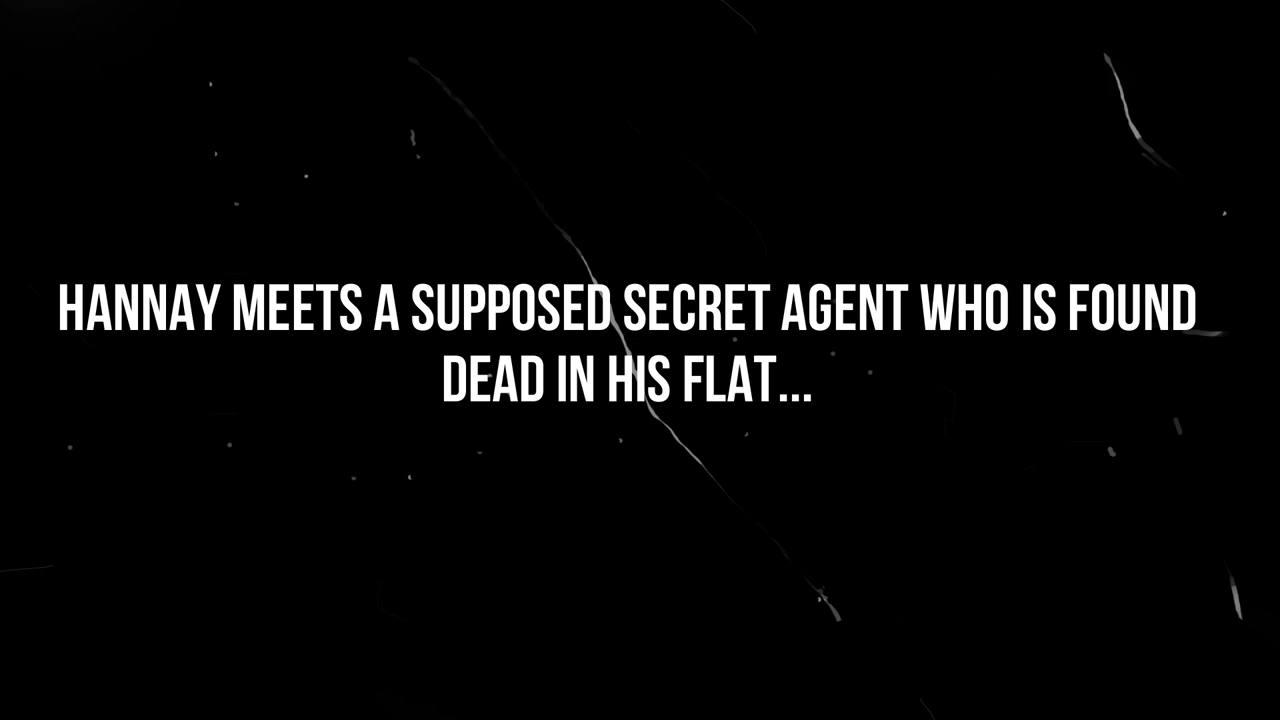 HANNAY MEETS A SUPPOSED SECRET AGENT WHO IS FOUND
DEAD IN HIS FLAT...